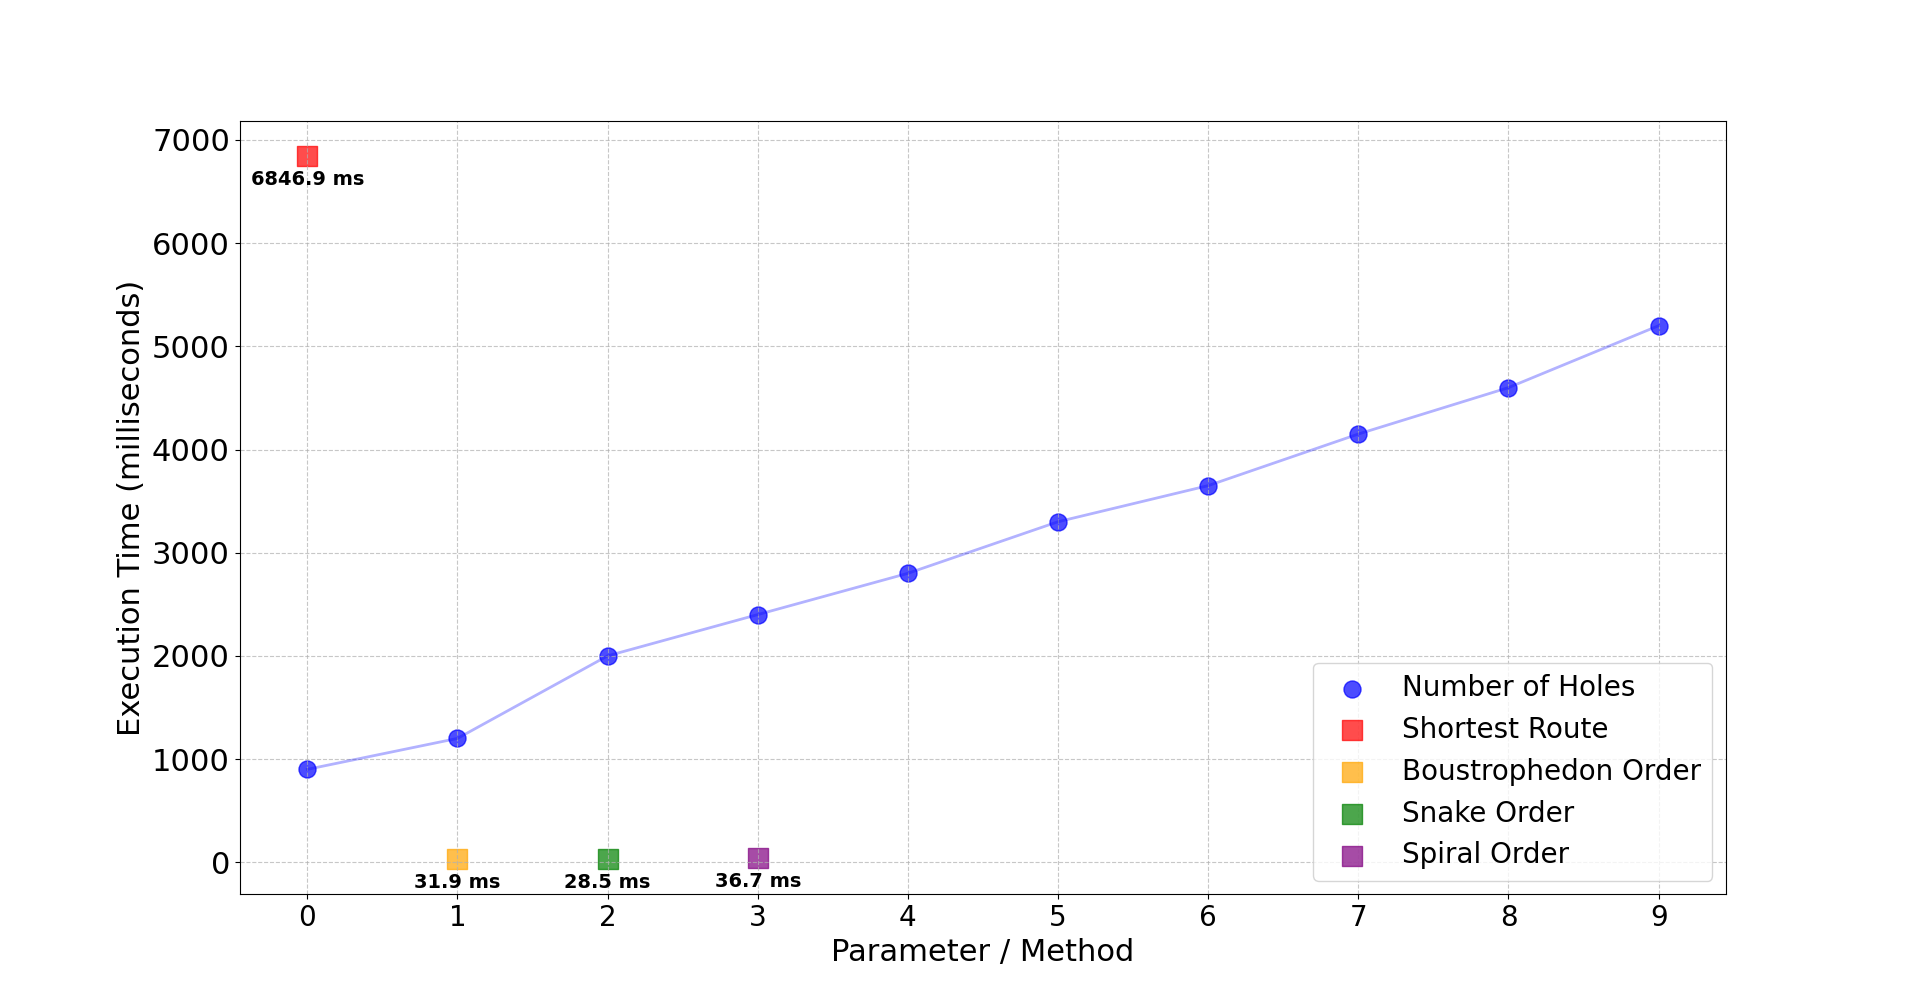 7000
6000
5000
4000
3000
2000
1000
0
Execution Time (milliseconds)
6846.9 ms
31.9 ms
28.5 ms
36.7 ms
Number of Holes
Shortest Route
Boustrophedon Order
Snake Order
Spiral Order
0 1 2 3 4 5 6 7 8 9
Parameter / Method